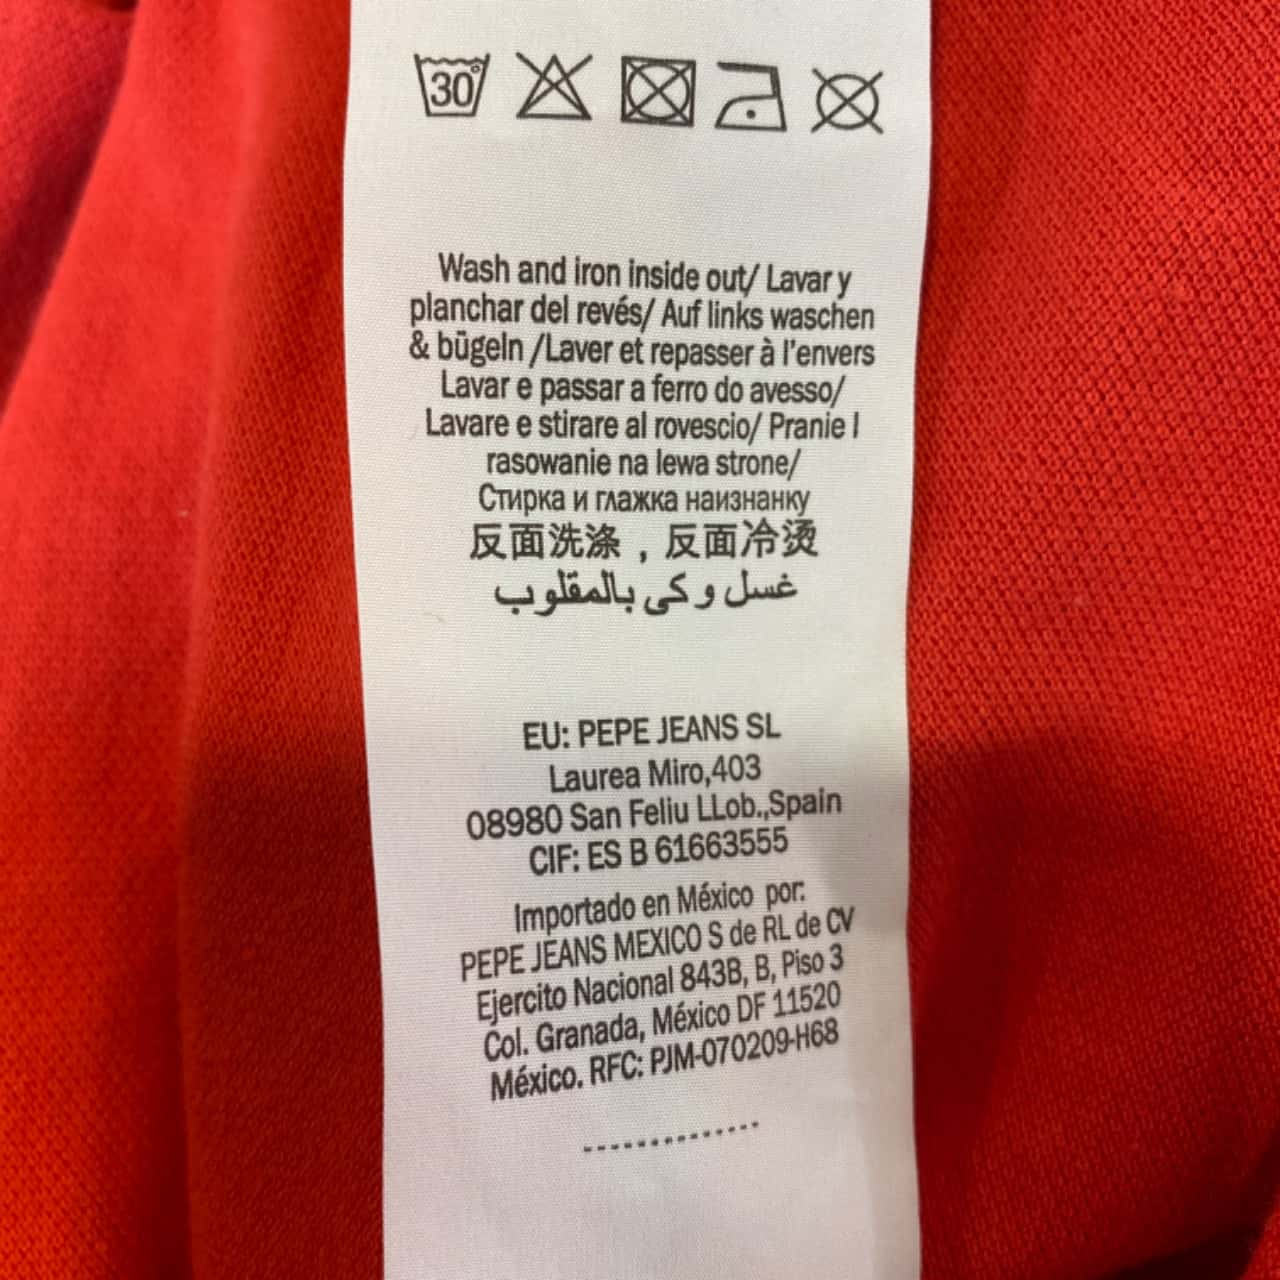 30°
Wash and iron inside out/ Lavar y
planchar del revés/ Auf links waschen
& bügeln /Laver et repasser à l'envers
Lavar e passar a ferro do avesso/
Lavare e stirare al rovescio/ Pranie I
rasowanie na lewa strone/
Стирка и глажка наизнанку
反面洗涤，反面冷烫
غسل و كى بالمقلوب
EU: PEPE JEANS SL
Laurea Miro,403
08980 San Feliu LLob.,Spain
CIF: ES B 61663555
Importado en México por:
PEPE JEANS MEXICO S de RL de CV
Ejercito Nacional 843B, B, Piso 3
Col. Granada, México DF 11520
México. RFC: PJM-070209-H68
--------------